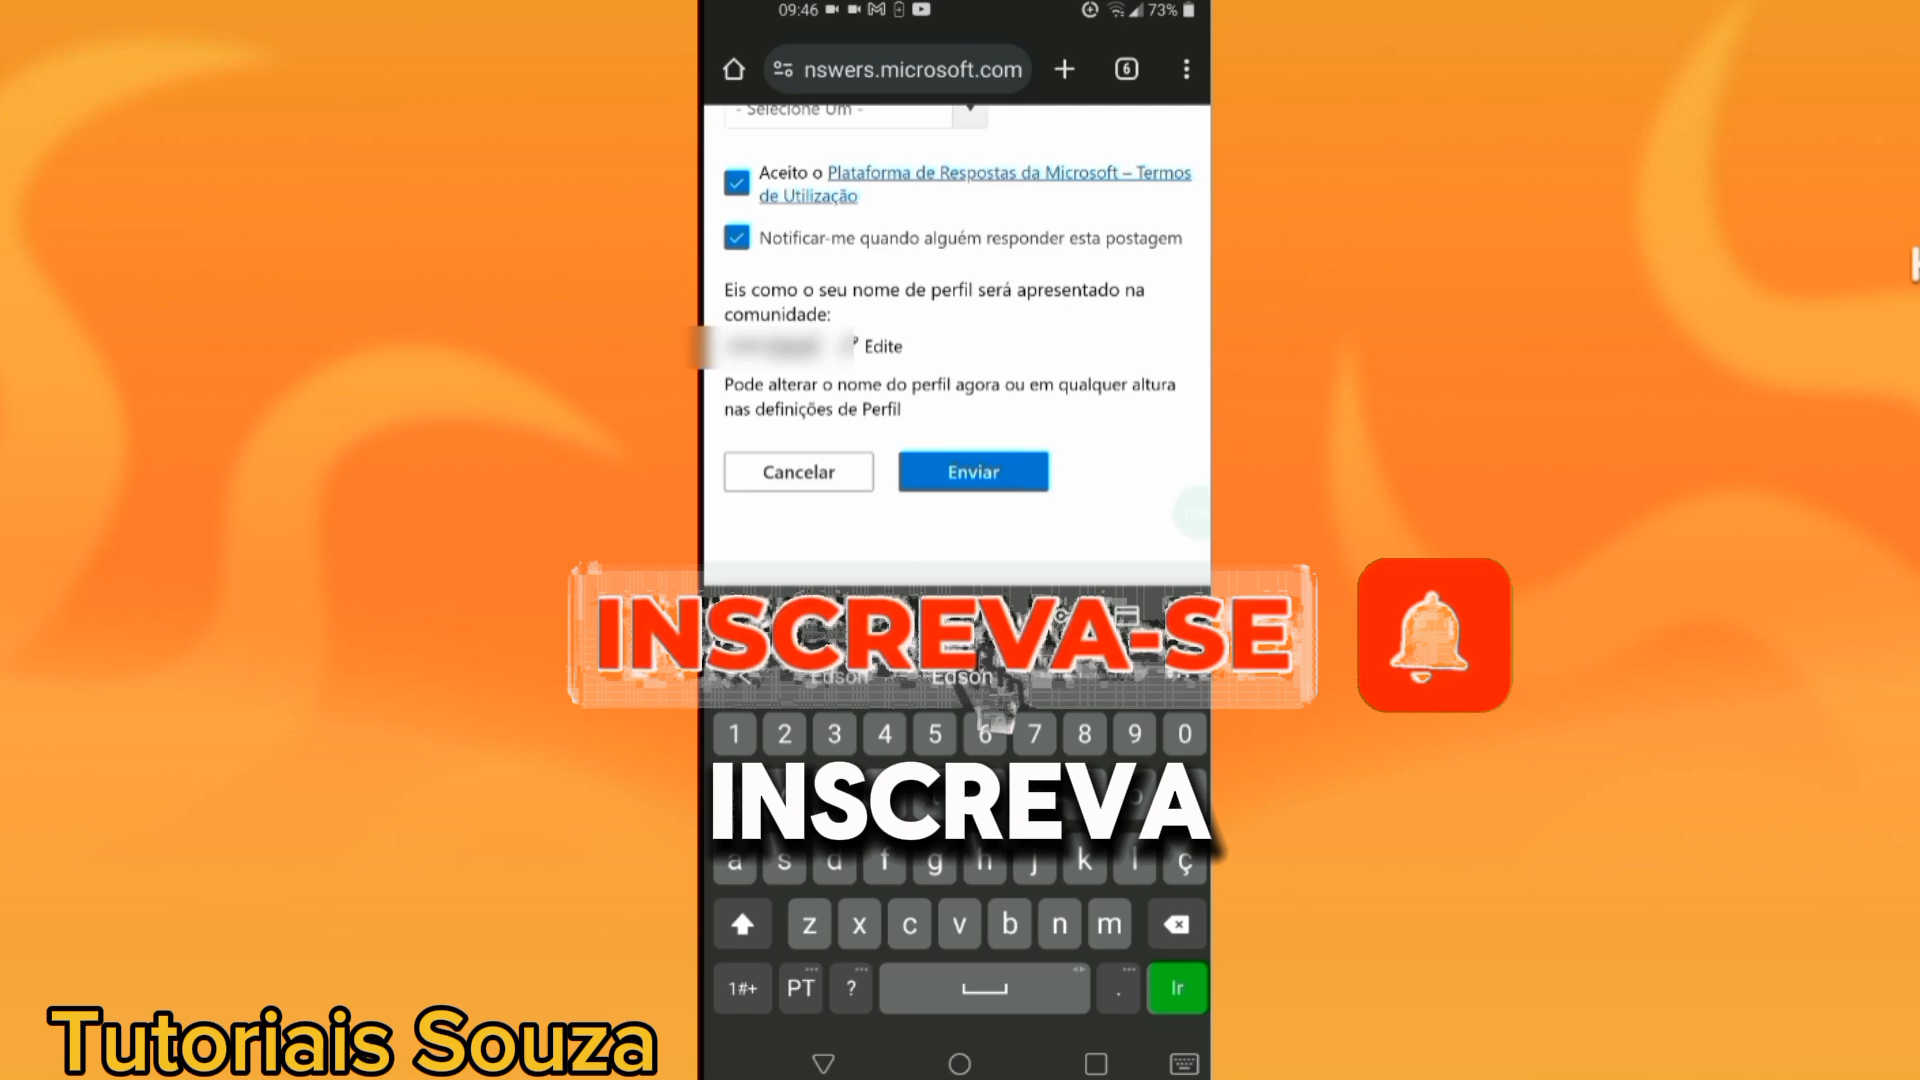 09:46
73%
nswers.microsoft.com
6
- Selecione Um -
Aceito o Plataforma de Respostas da Microsoft – Termos
de Utilização
Notificar-me quando alguém responder esta postagem
Eis como o seu nome de perfil será apresentado na
comunidade:
Edite
Pode alterar o nome do perfil agora ou em qualquer altura
nas definições de Perfil
Cancelar Enviar
INSCREVA-SE
Edson Edson
1 2 3 4 5 6 7 8 9 0
INSCREVA
a s d f g h j k l ç
z x c v b n m
1#+ PT ? . Ir
Tutoriais Souza